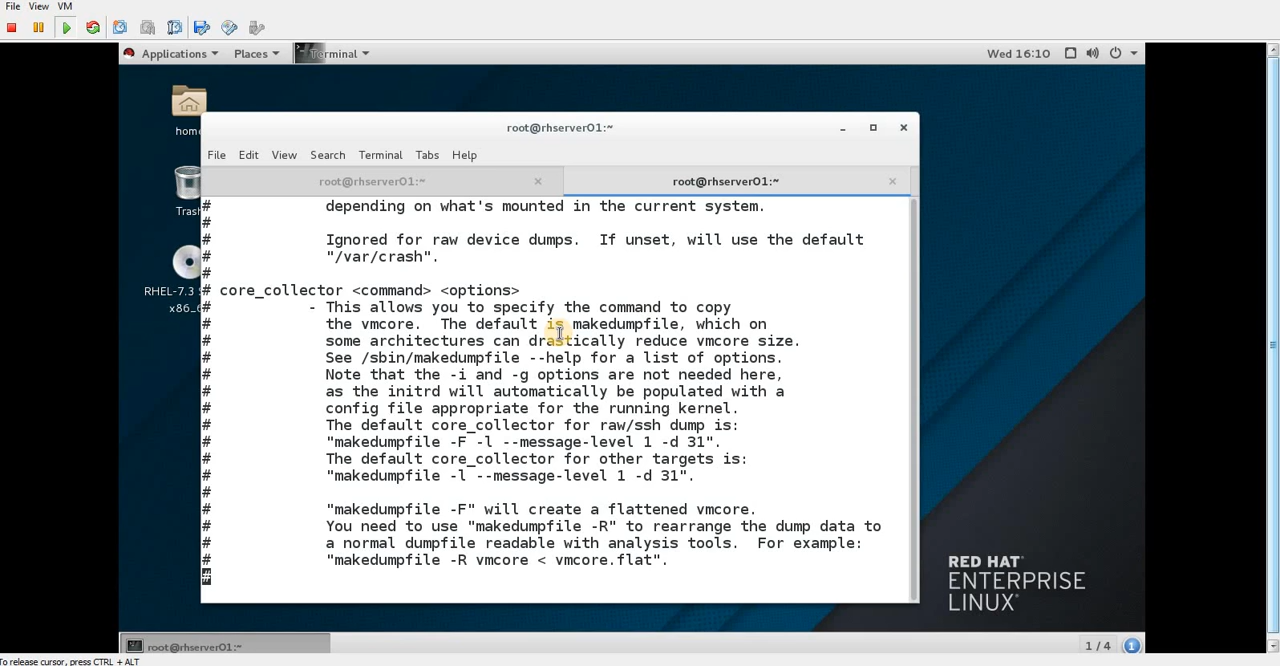 File View VM
Applications Places Terminal Wed 16:10
home
Trash
RHEL-7.3 S
x86_6
root@rhserver01:~
File Edit View Search Terminal Tabs Help
root@rhserver01:~ root@rhserver01:~
# depending on what's mounted in the current system.
#
# Ignored for raw device dumps. If unset, will use the default
# "/var/crash".
#
# core_collector <command> <options>
# - This allows you to specify the command to copy
# the vmcore. The default is makedumpfile, which on
# some architectures can drastically reduce vmcore size.
# See /sbin/makedumpfile --help for a list of options.
# Note that the -i and -g options are not needed here,
# as the initrd will automatically be populated with a
# config file appropriate for the running kernel.
# The default core_collector for raw/ssh dump is:
# "makedumpfile -F -l --message-level 1 -d 31".
# The default core_collector for other targets is:
# "makedumpfile -l --message-level 1 -d 31".
#
# "makedumpfile -F" will create a flattened vmcore.
# You need to use "makedumpfile -R" to rearrange the dump data to
# a normal dumpfile readable with analysis tools. For example:
# "makedumpfile -R vmcore < vmcore.flat".
#
RED HAT
ENTERPRISE
LINUX
root@rhserver01:~ 1 / 4 1
To release cursor, press CTRL + ALT